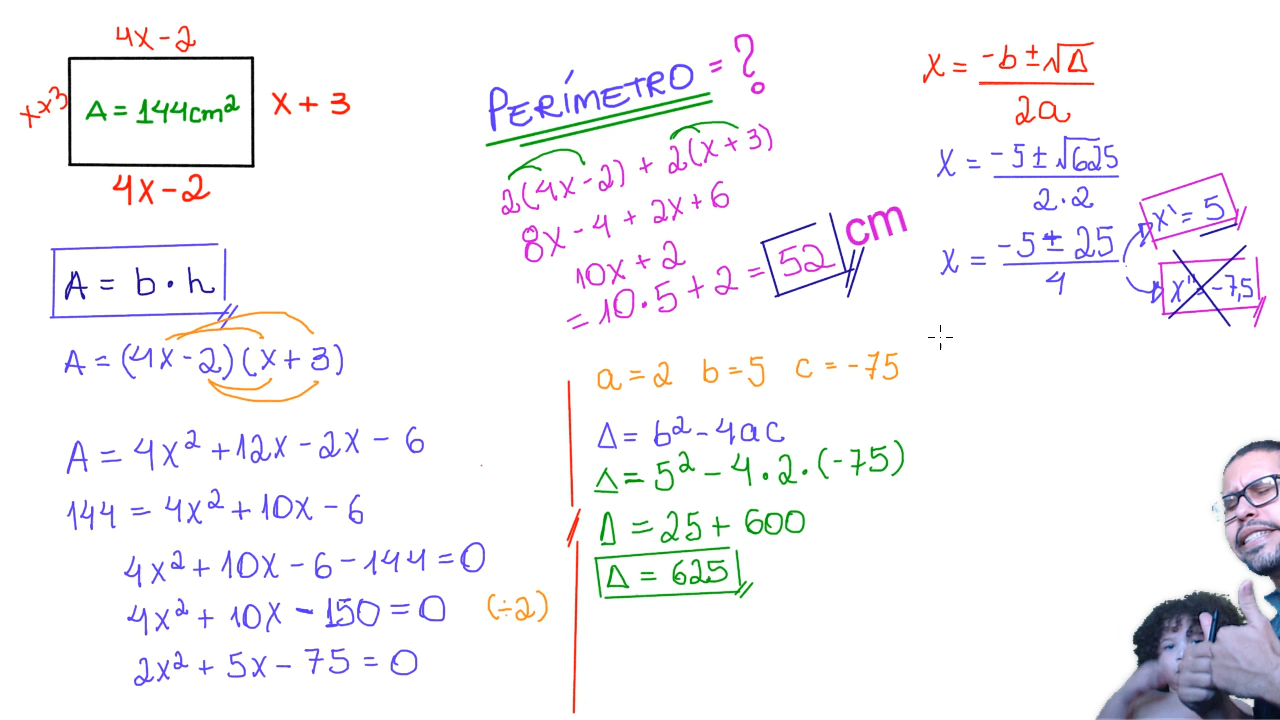 4x - 2
x x 3
A = 144cm²
x + 3
4x - 2
A = b · h
A = (4x - 2)(x + 3)
A = 4x² + 12x - 2x - 6
144 = 4x² + 10x - 6
4x² + 10x - 6 - 144 = 0
4x² + 10x - 150 = 0 (÷2)
2x² + 5x - 75 = 0
PERÍMETRO = ?
2(4x - 2) + 2(x + 3)
8x - 4 + 2x + 6
10x + 2
= 10 · 5 + 2 = 52 cm
a = 2 b = 5 c = -75
Δ = b² - 4ac
Δ = 5² - 4 · 2 · (-75)
Δ = 25 + 600
Δ = 625
x = (-b ± √Δ) / 2a
x = (-5 ± √625) / 2 · 2
x = (-5 ± 25) / 4
x' = 5
x'' = -7,5